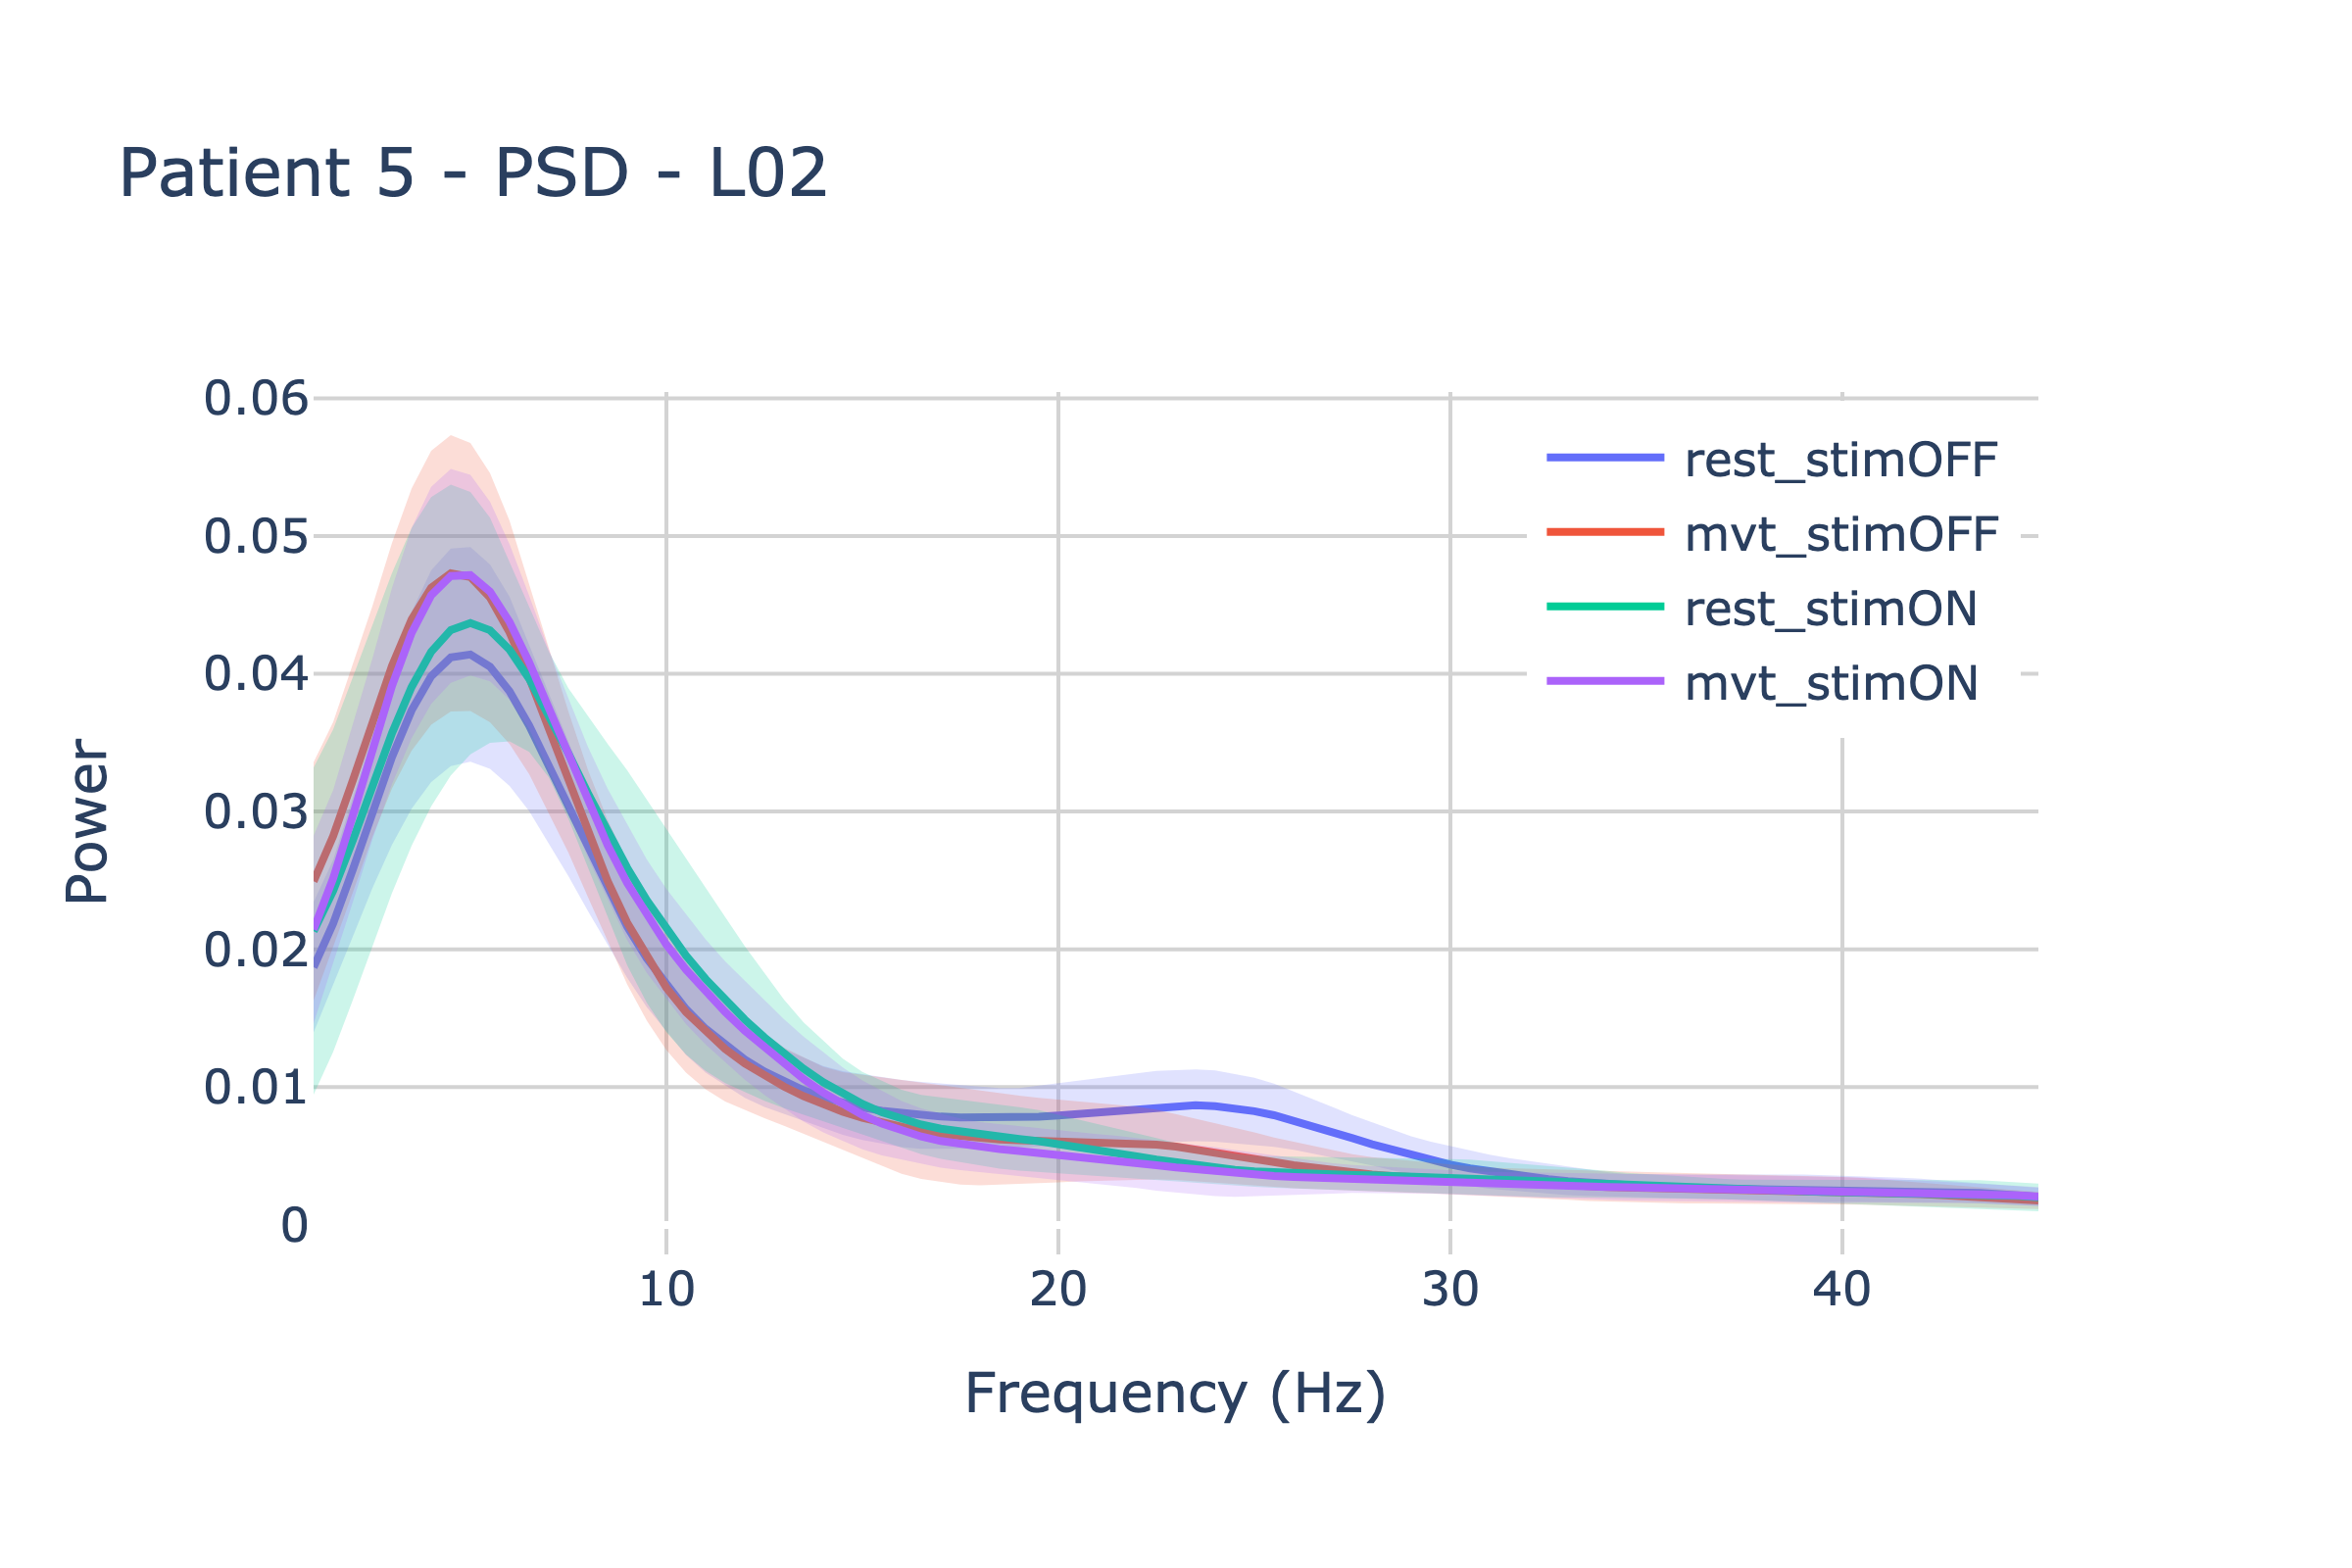 Patient 5 - PSD - L02
0.06
0.05
0.04
0.03
0.02
0.01
0
Power
rest_stimOFF
mvt_stimOFF
rest_stimON
mvt_stimON
10 20 30 40
Frequency (Hz)